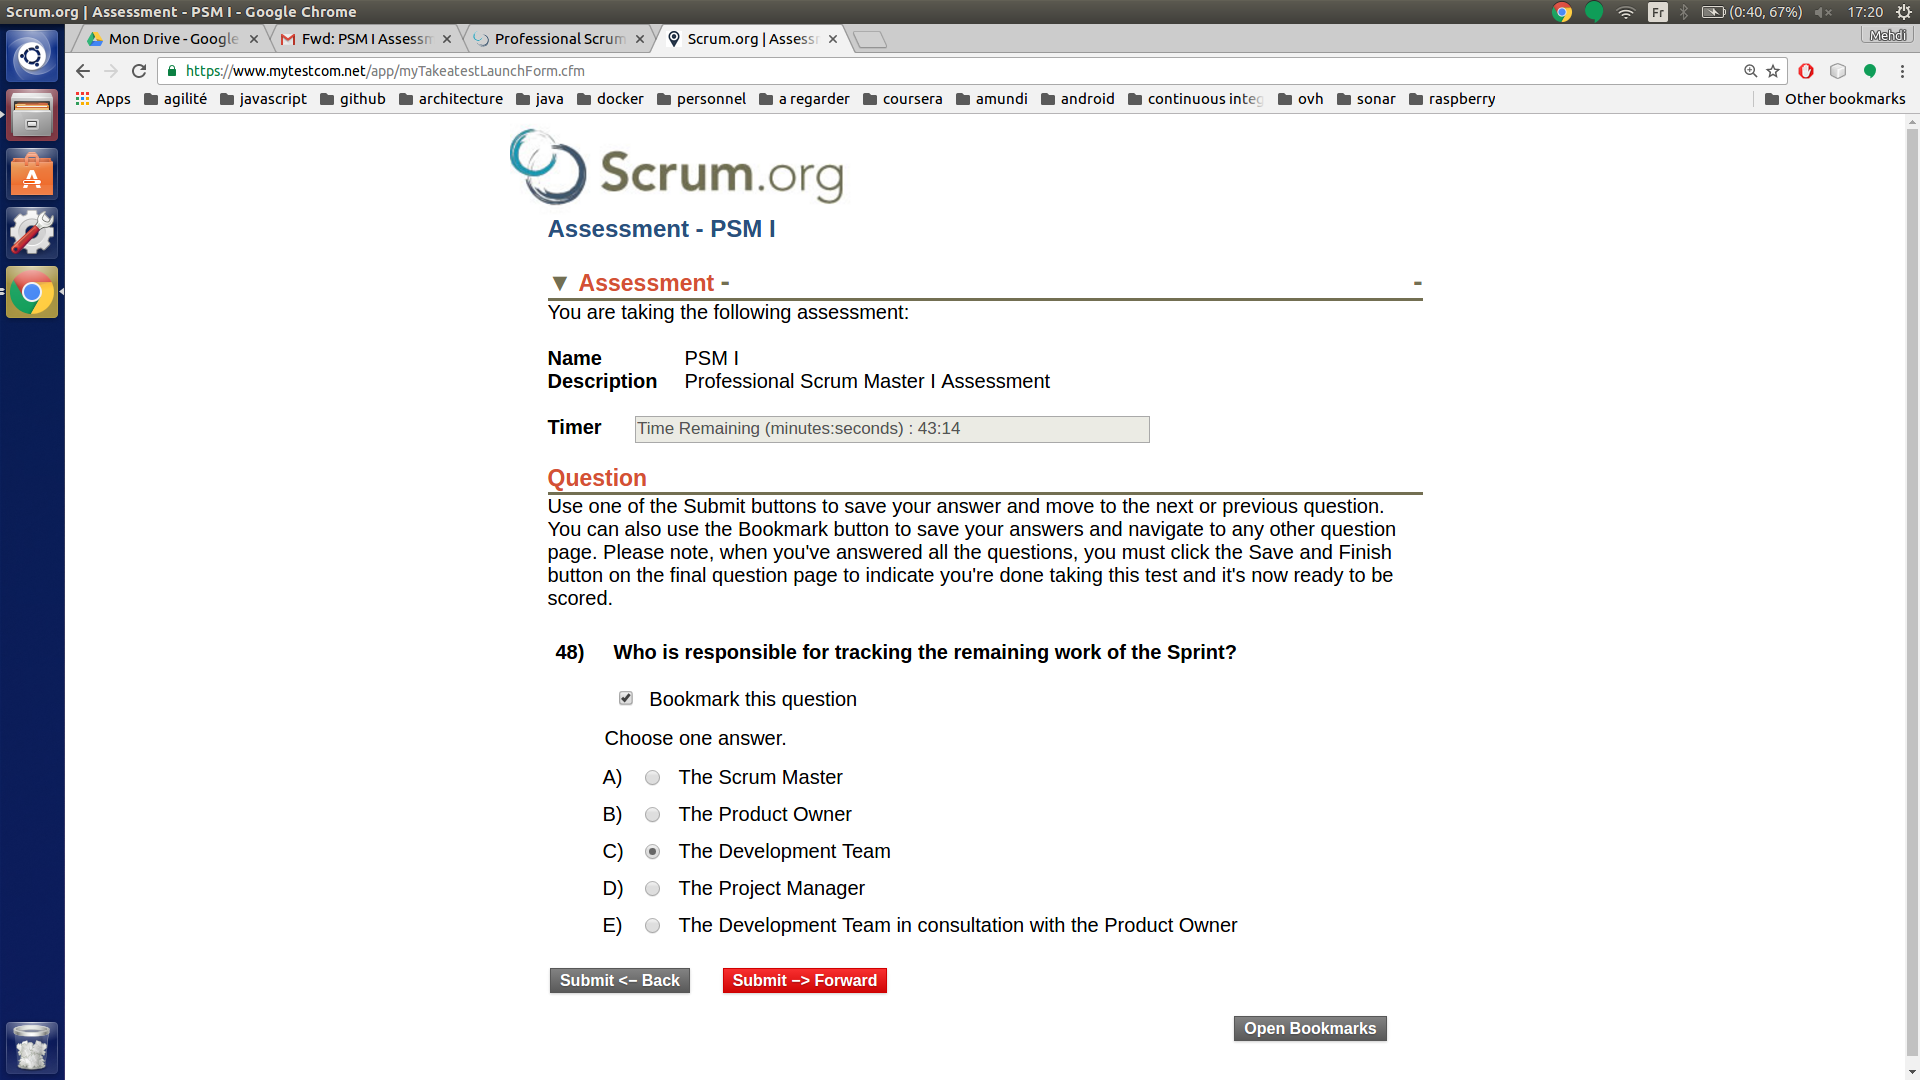 Scrum.org | Assessment - PSM I - Google Chrome
Fr
(0:40, 67%)
17:20
Mon Drive - Google
Fwd: PSM I Assessm
Professional Scrum
Scrum.org | Assess
Mehdi
https://www.mytestcom.net/app/myTakeatestLaunchForm.cfm
Apps agilité javascript github architecture java docker personnel a regarder coursera amundi android continuous integ ovh sonar raspberry Other bookmarks
Scrum.org
Assessment - PSM I
▼ Assessment - -
You are taking the following assessment:
Name PSM I
Description Professional Scrum Master I Assessment
Timer Time Remaining (minutes:seconds) : 43:14
Question
Use one of the Submit buttons to save your answer and move to the next or previous question.
You can also use the Bookmark button to save your answers and navigate to any other question
page. Please note, when you've answered all the questions, you must click the Save and Finish
button on the final question page to indicate you're done taking this test and it's now ready to be
scored.
48) Who is responsible for tracking the remaining work of the Sprint?
Bookmark this question
Choose one answer.
A) The Scrum Master
B) The Product Owner
C) The Development Team
D) The Project Manager
E) The Development Team in consultation with the Product Owner
Submit <– Back Submit –> Forward
Open Bookmarks